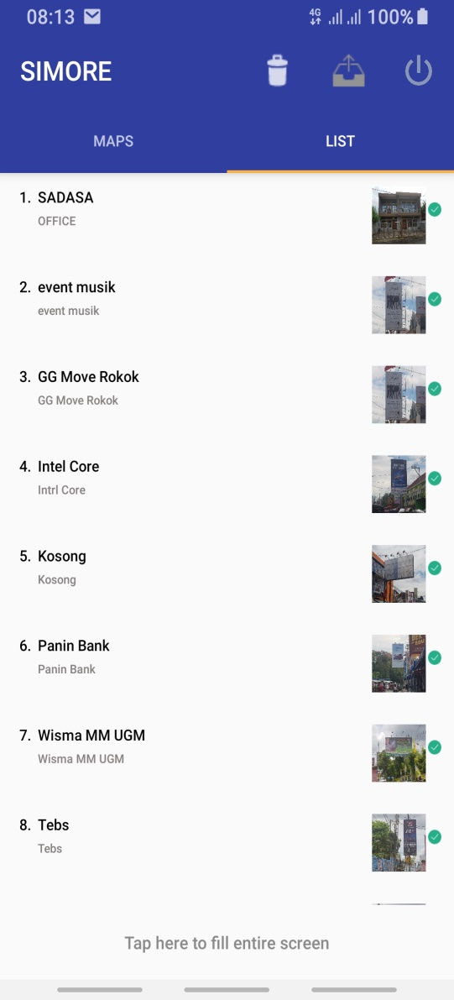 08:13 4G 100%
SIMORE
MAPS LIST
1. SADASA
OFFICE
2. event musik
event musik
3. GG Move Rokok
GG Move Rokok
4. Intel Core
Intrl Core
5. Kosong
Kosong
6. Panin Bank
Panin Bank
7. Wisma MM UGM
Wisma MM UGM
8. Tebs
Tebs
Tap here to fill entire screen